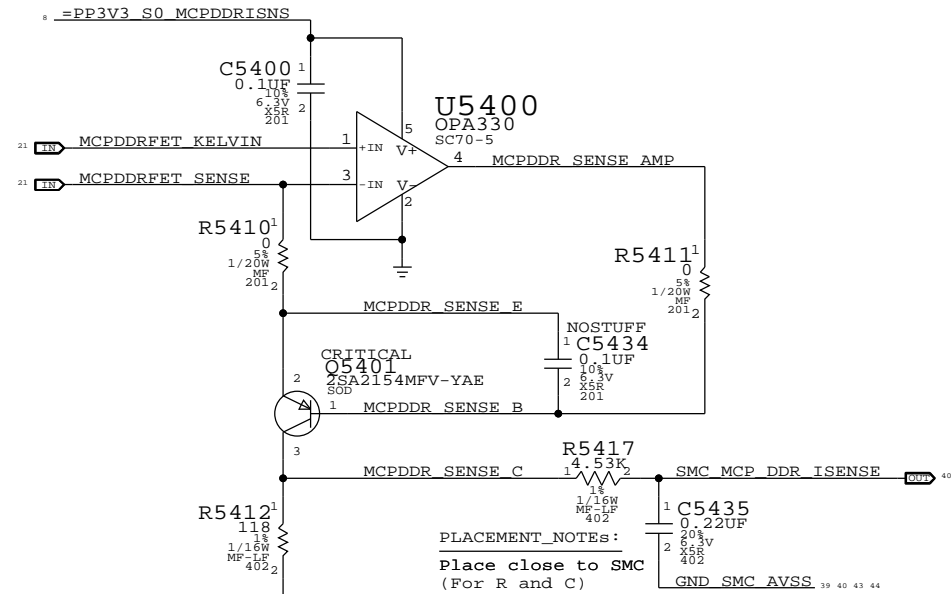 8 =PP3V3_S0_MCPDDRISNS
C5400 1
0.1UF
10%
6.3V
X5R 2
201
U5400
OPA330
SC70-5
5
21 IN MCPDDRFET_KELVIN 1 +IN V+
4 MCPDDR_SENSE_AMP
21 IN MCPDDRFET_SENSE 3 -IN V-
2
R5410 1
0
5%
1/20W
MF
201 2
R5411 1
0
5%
1/20W
MF
201 2
MCPDDR_SENSE_E
NOSTUFF
1 C5434
0.1UF
10%
2 6.3V
X5R
201
CRITICAL
Q5401
2SA2154MFV-YAE
SOD
2
1 MCPDDR_SENSE_B
3
R5417
4.53K
MCPDDR_SENSE_C 1 2 SMC_MCP_DDR_ISENSE OUT 40
1%
1/16W
MF-LF
402
R5412 1
118
1%
1/16W
MF-LF
402 2
1 C5435
0.22UF
20%
2 6.3V
X5R
402
PLACEMENT_NOTEs:
Place close to SMC
(For R and C)
GND_SMC_AVSS 39 40 43 44